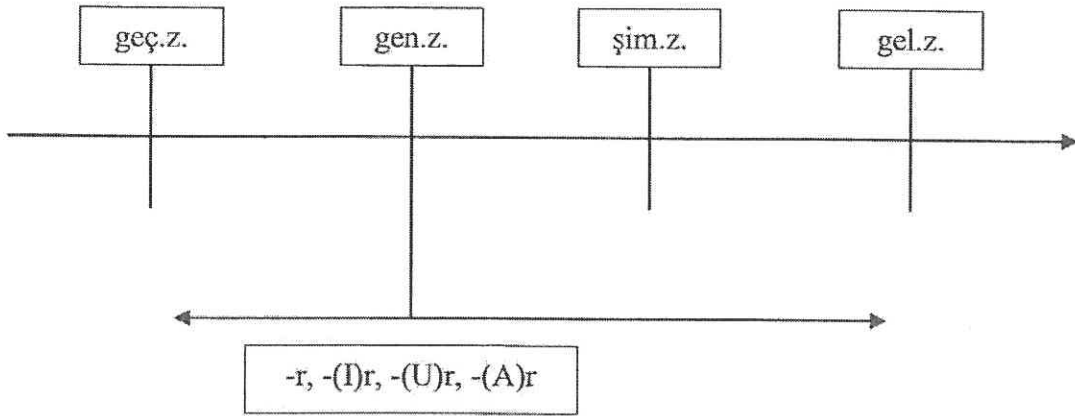 geç.z.
gen.z.
şim.z.
gel.z.
-r, -(I)r, -(U)r, -(A)r